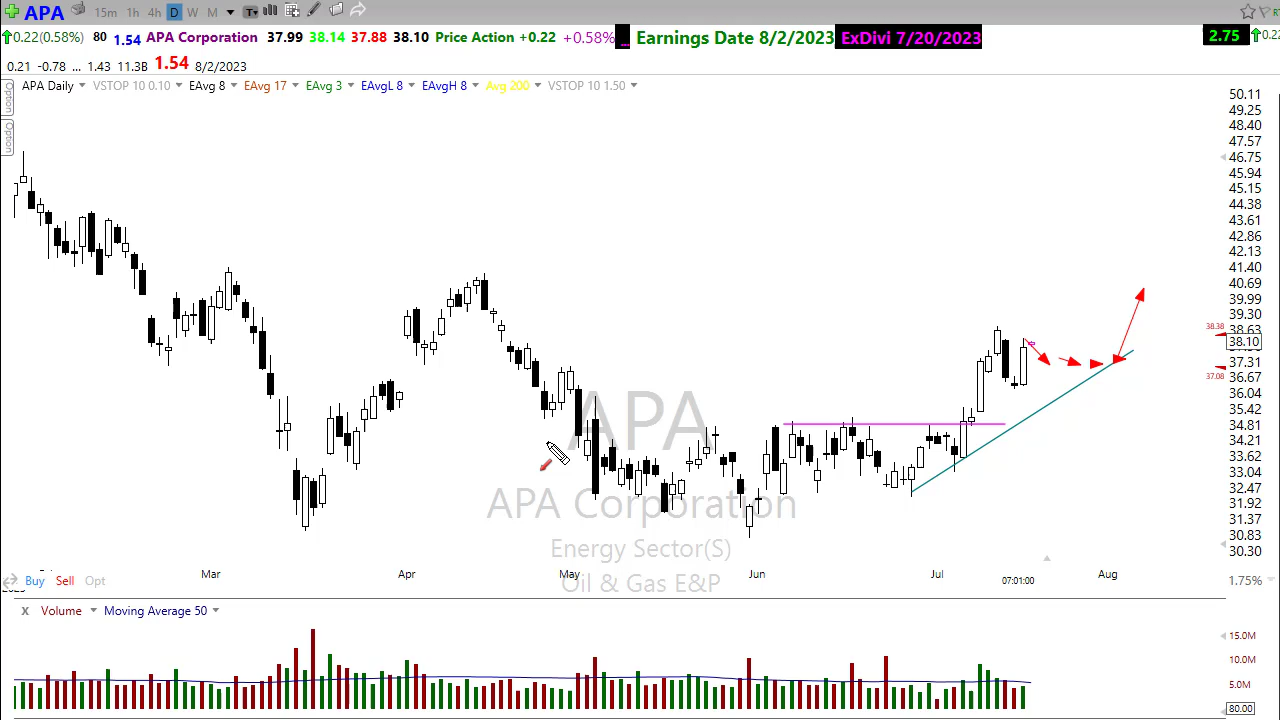 APA 15m 1h 4h D W M T
0.22(0.58%) 80 1.54 APA Corporation 37.99 38.14 37.88 38.10 Price Action +0.22 +0.58% ... Earnings Date 8/2/2023 ExDivi 7/20/2023 2.75
0.21 -0.78 ... 1.43 11.3B 1.54 8/2/2023
APA Daily VSTOP 10 0.10 EAvg 8 EAvg 17 EAvg 3 EAvgL 8 EAvgH 8 Avg 200 VSTOP 10 1.50
Option
Option
50.11
49.25
48.40
47.57
46.75
45.94
45.15
44.38
43.61
42.86
42.13
41.40
40.69
39.99
39.30
38.38
38.63
38.10
37.31
37.08
36.67
36.04
35.42
34.81
34.21
33.62
33.04
32.47
31.92
31.37
30.83
30.30
APA
APA Corporation
Energy Sector(S)
Oil & Gas E&P
Mar Apr May Jun Jul Aug
07:01:00
Buy Sell Opt 1.75%
X Volume Moving Average 50
15.0M
10.0M
5.0M
80.00